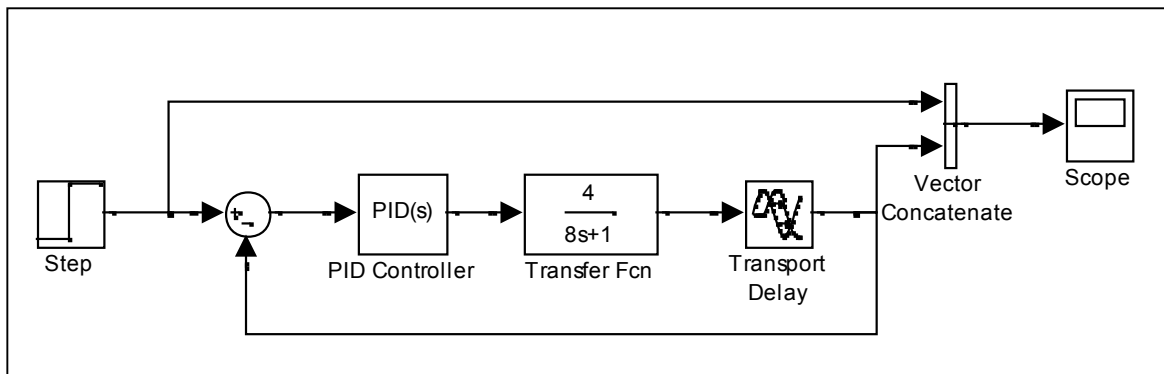 Step
+
-
PID(s)
PID Controller
4
8s+1
Transfer Fcn
Transport
Delay
Vector
Concatenate
Scope